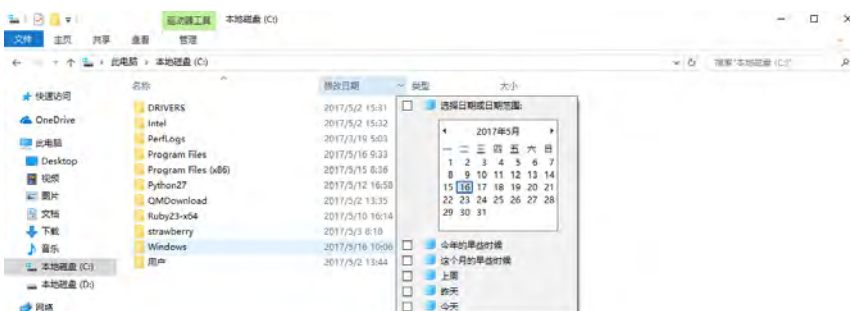 驱动器工具 本地磁盘 (C:)
文件 主页 共享 查看 管理
此电脑 › 本地磁盘 (C:)
搜索"本地磁盘 (C:)"
名称 修改日期 类型 大小
快速访问
OneDrive
此电脑
Desktop
视频
图片
文档
下载
音乐
本地磁盘 (C:)
本地磁盘 (D:)
网络
DRIVERS 2017/5/2 15:31
Intel 2017/5/2 15:32
PerfLogs 2017/3/19 5:03
Program Files 2017/5/16 9:33
Program Files (x86) 2017/5/15 8:36
Python27 2017/5/12 16:58
QMDownload 2017/5/2 13:35
Ruby23-x64 2017/5/10 16:14
strawberry 2017/5/3 8:18
Windows 2017/5/16 10:06
用户 2017/5/2 13:44
选择日期或日期范围:
2017年5月
一 二 三 四 五 六 日
1 2 3 4 5 6 7
8 9 10 11 12 13 14
15 16 17 18 19 20 21
22 23 24 25 26 27 28
29 30 31
今年的早些时候
这个月的早些时候
上周
昨天
今天